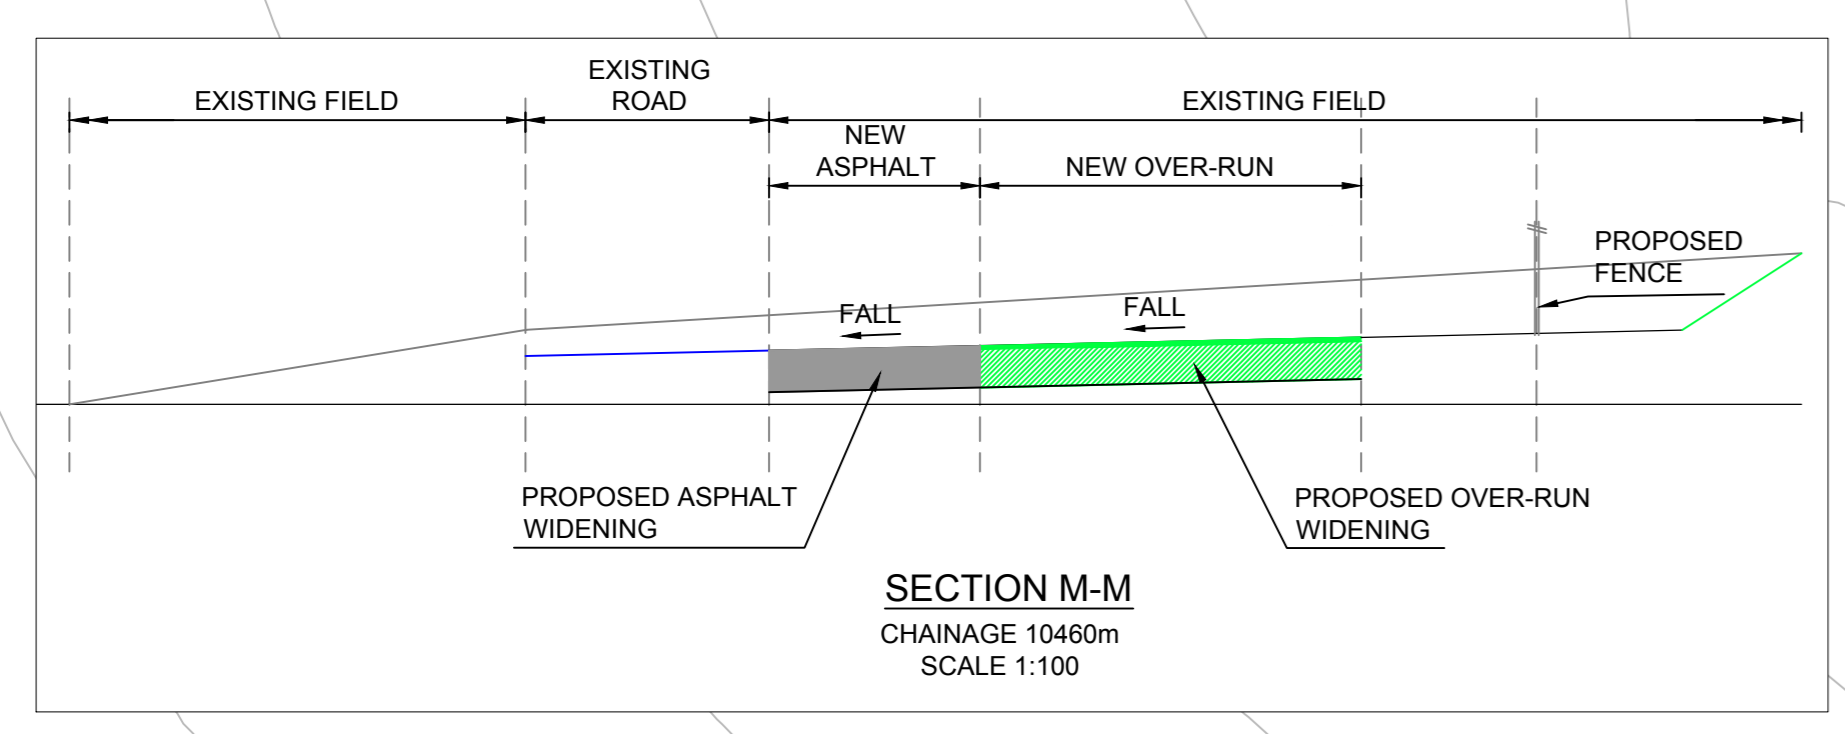 EXISTING FIELD
EXISTING
ROAD
EXISTING FIELD
NEW
ASPHALT
NEW OVER-RUN
PROPOSED
FENCE
FALL
FALL
PROPOSED ASPHALT
WIDENING
PROPOSED OVER-RUN
WIDENING
SECTION M-M
CHAINAGE 10460m
SCALE 1:100